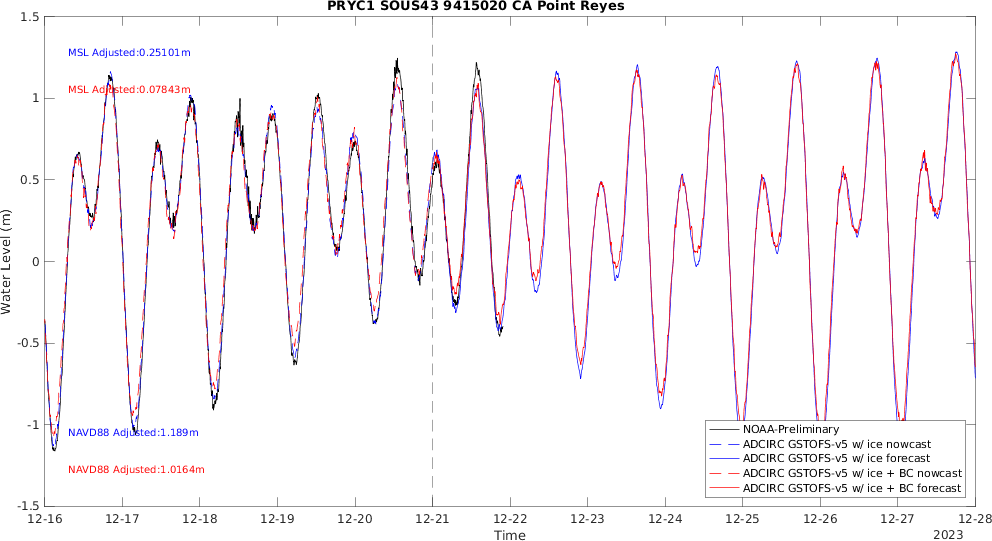 PRYC1 SOUS43 9415020 CA Point Reyes
1.5
MSL Adjusted:0.25101m
MSL Adjusted:0.07843m
1
0.5
0
-0.5
-1
-1.5
Water Level (m)
NAVD88 Adjusted:1.189m
NAVD88 Adjusted:1.0164m
NOAA-Preliminary
ADCIRC GSTOFS-v5 w/ ice nowcast
ADCIRC GSTOFS-v5 w/ ice forecast
ADCIRC GSTOFS-v5 w/ ice + BC nowcast
ADCIRC GSTOFS-v5 w/ ice + BC forecast
12-16 12-17 12-18 12-19 12-20 12-21 12-22 12-23 12-24 12-25 12-26 12-27 12-28
Time
2023